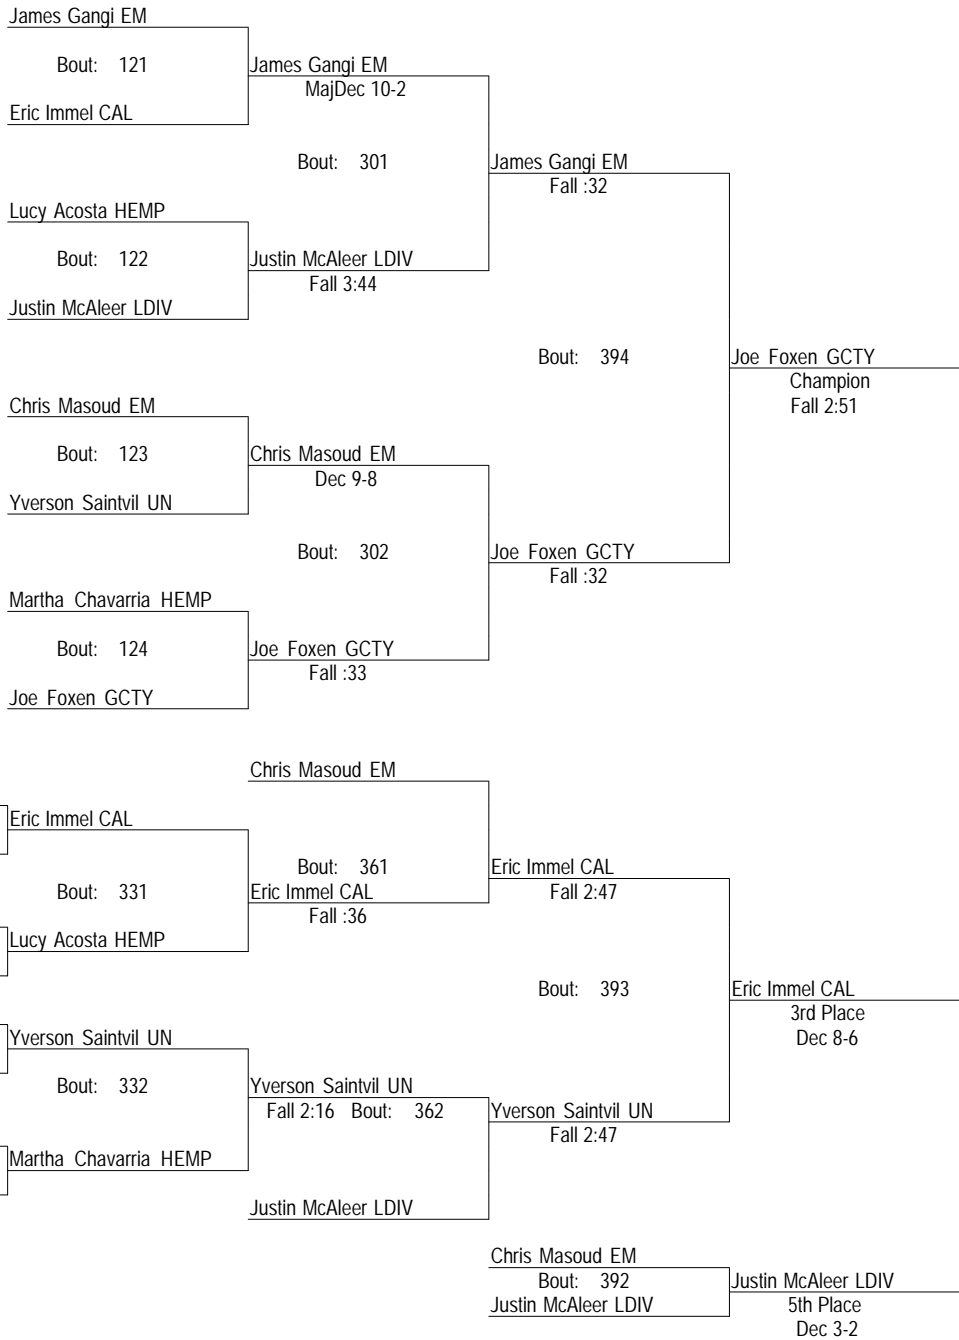 James Gangi EM
Bout: 121
James Gangi EM
MajDec 10-2
Eric Immel CAL
Bout: 301
James Gangi EM
Fall :32
Lucy Acosta HEMP
Bout: 122
Justin McAleer LDIV
Fall 3:44
Justin McAleer LDIV
Bout: 394
Joe Foxen GCTY
Champion
Fall 2:51
Chris Masoud EM
Bout: 123
Chris Masoud EM
Dec 9-8
Yverson Saintvil UN
Bout: 302
Joe Foxen GCTY
Fall :32
Martha Chavarria HEMP
Bout: 124
Joe Foxen GCTY
Fall :33
Joe Foxen GCTY
Chris Masoud EM
Eric Immel CAL
Bout: 361
Eric Immel CAL
Fall 2:47
Bout: 331
Eric Immel CAL
Fall :36
Lucy Acosta HEMP
Bout: 393
Eric Immel CAL
3rd Place
Dec 8-6
Yverson Saintvil UN
Bout: 332
Yverson Saintvil UN
Fall 2:16 Bout: 362
Yverson Saintvil UN
Fall 2:47
Martha Chavarria HEMP
Justin McAleer LDIV
Chris Masoud EM
Bout: 392
Justin McAleer LDIV
Justin McAleer LDIV
5th Place
Dec 3-2